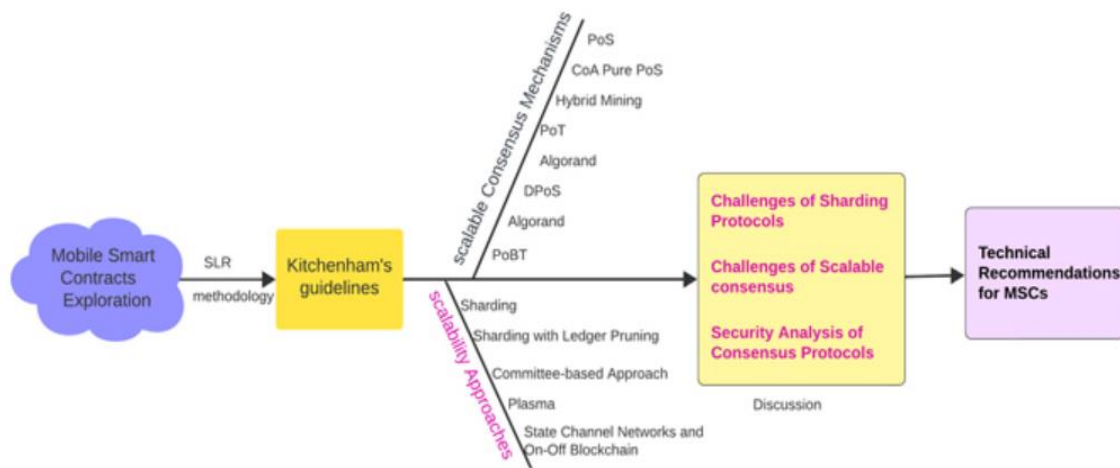 Mobile Smart
Contracts
Exploration
SLR
methodology
Kitchenham's
guidelines
scalable Consensus Mechanisms
PoS
CoA Pure PoS
Hybrid Mining
PoT
Algorand
DPoS
Algorand
PoBT
scalability Approaches
Sharding
Sharding with Ledger Pruning
Committee-based Approach
Plasma
State Channel Networks and
On-Off Blockchain
Challenges of Sharding
Protocols
Challenges of Scalable
consensus
Security Analysis of
Consensus Protocols
Discussion
Technical
Recommendations
for MSCs